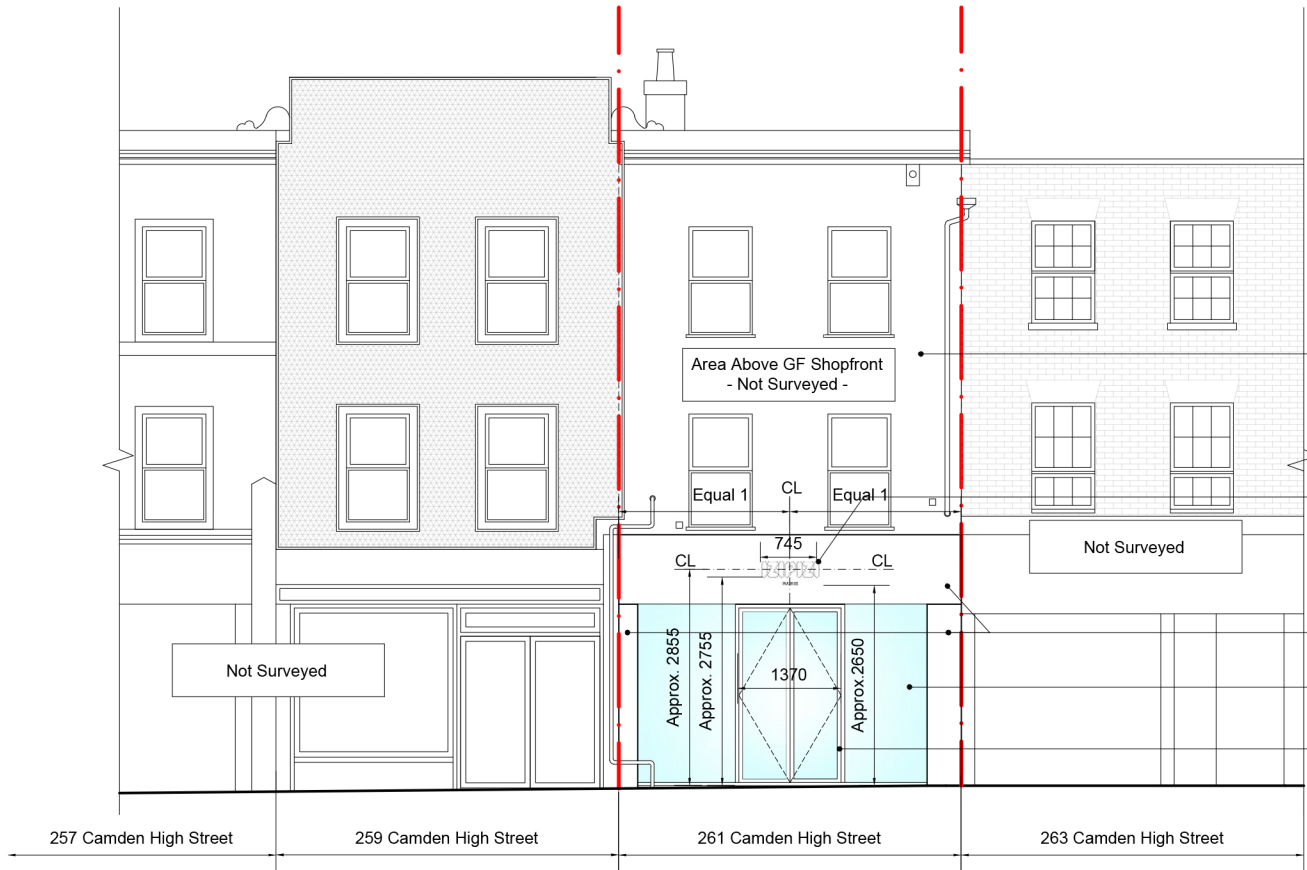 Area Above GF Shopfront
- Not Surveyed -
Equal 1
CL
Equal 1
745
CL
CL
Not Surveyed
Approx. 2855
Approx. 2755
1370
Approx.2650
Not Surveyed
257 Camden High Street
259 Camden High Street
261 Camden High Street
263 Camden High Street